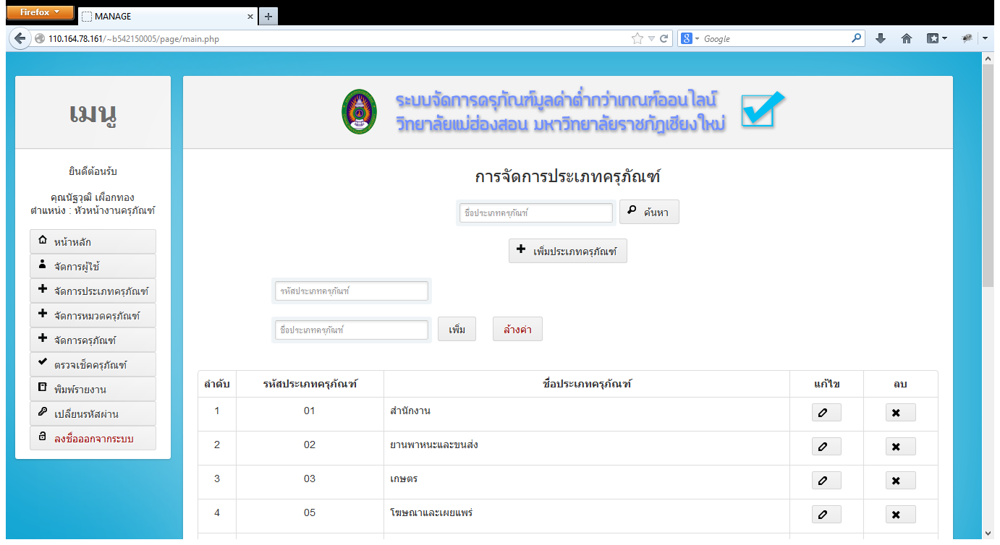 Firefox
MANAGE
110.164.78.161/~b542150005/page/main.php
Google
เมนู
ยินดีต้อนรับ
คุณนัฐวุฒิ เผือกทอง
ตำแหน่ง : หัวหน้างานครุภัณฑ์
หน้าหลัก
จัดการผู้ใช้
จัดการประเภทครุภัณฑ์
จัดการหมวดครุภัณฑ์
จัดการครุภัณฑ์
ตรวจเช็คครุภัณฑ์
พิมพ์รายงาน
เปลี่ยนรหัสผ่าน
ลงชื่อออกจากระบบ
ระบบจัดการครุภัณฑ์มูลค่าต่ำกว่าเกณฑ์ออนไลน์
วิทยาลัยแม่ฮ่องสอน มหาวิทยาลัยราชภัฏเชียงใหม่
การจัดการประเภทครุภัณฑ์
ชื่อประเภทครุภัณฑ์ ค้นหา
เพิ่มประเภทครุภัณฑ์
รหัสประเภทครุภัณฑ์
ชื่อประเภทครุภัณฑ์ เพิ่ม ล้างค่า
ลำดับ รหัสประเภทครุภัณฑ์ ชื่อประเภทครุภัณฑ์ แก้ไข ลบ
1 01 สำนักงาน
2 02 ยานพาหนะและขนส่ง
3 03 เกษตร
4 05 โฆษณาและเผยแพร่